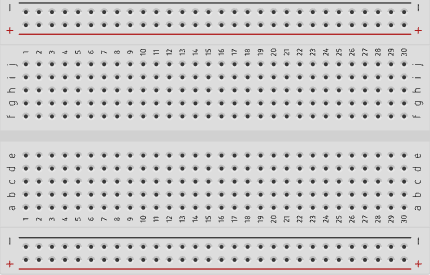 − −
+ +
1 2 3 4 5 6 7 8 9 10 11 12 13 14 15 16 17 18 19 20 21 22 23 24 25 26 27 28 29 30
j j
i i
h h
g g
f f
e e
d d
c c
b b
a a
1 2 3 4 5 6 7 8 9 10 11 12 13 14 15 16 17 18 19 20 21 22 23 24 25 26 27 28 29 30
− −
+ +